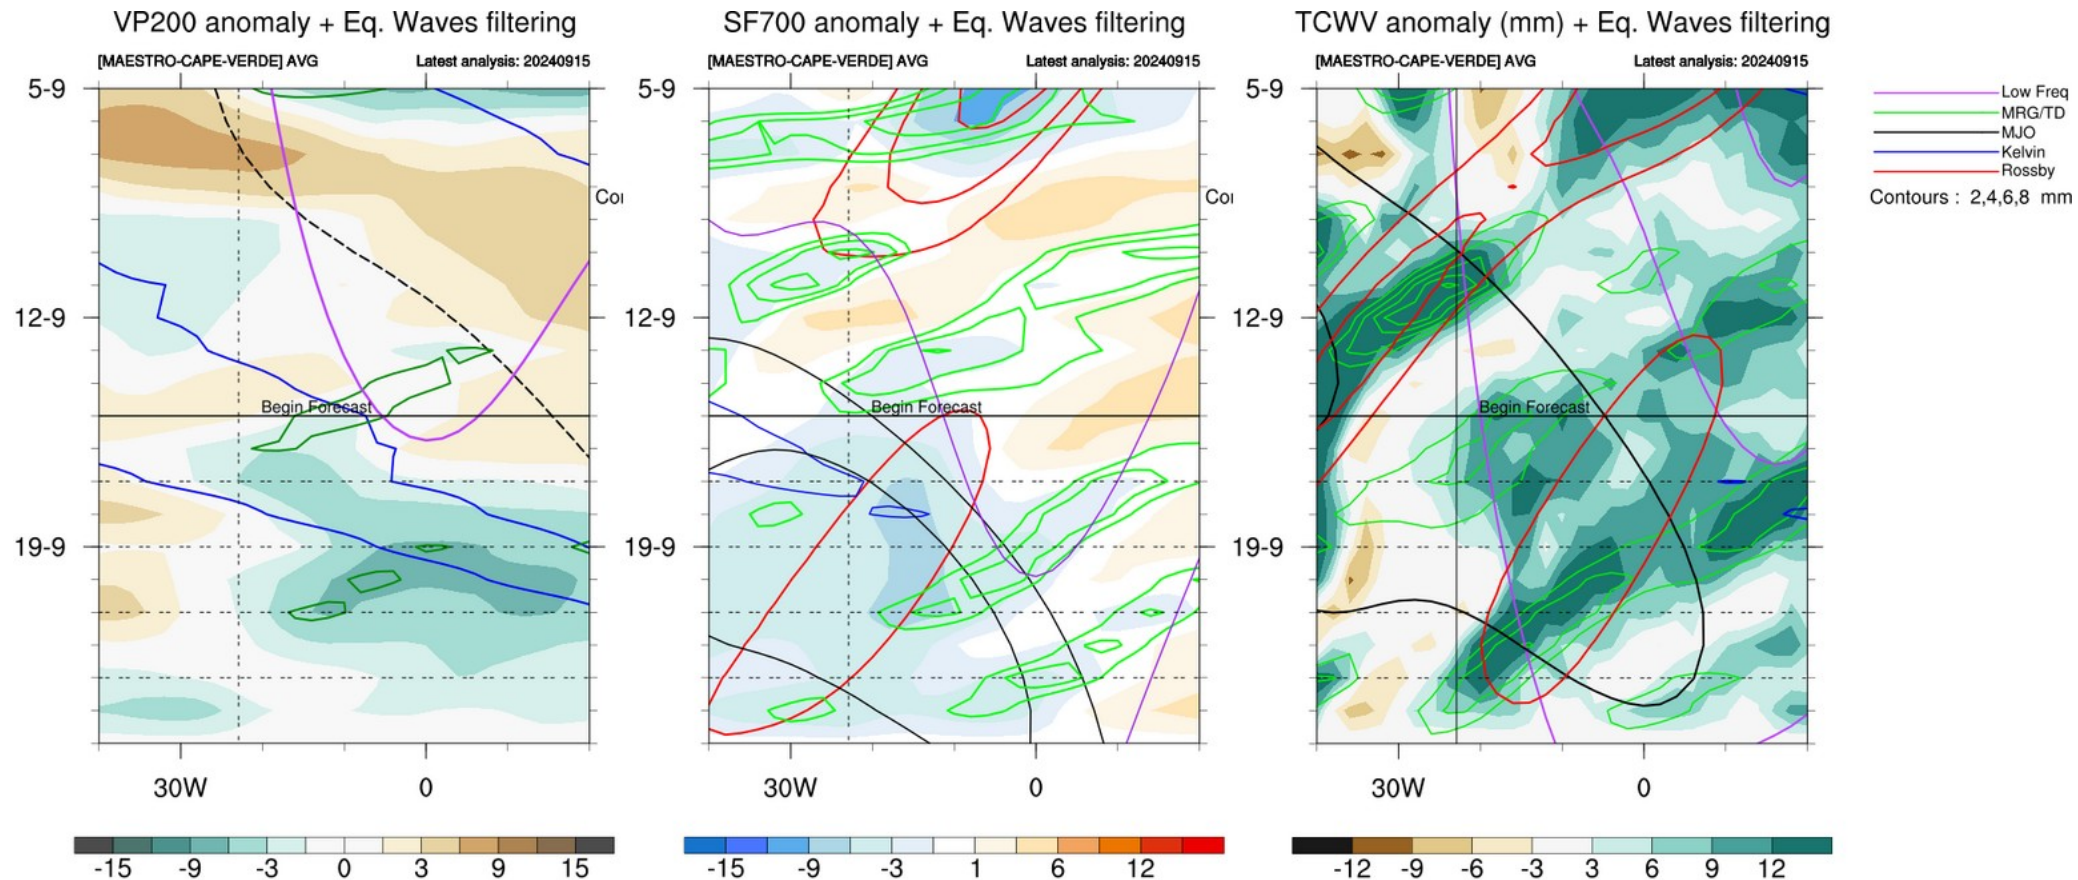 VP200 anomaly + Eq. Waves filtering
[MAESTRO-CAPE-VERDE] AVG Latest analysis: 20240915
5-9
12-9
19-9
Begin Forecast
Coı
30W 0
-15 -9 -3 0 3 9 15
SF700 anomaly + Eq. Waves filtering
[MAESTRO-CAPE-VERDE] AVG Latest analysis: 20240915
5-9
12-9
19-9
Begin Forecast
Coı
30W 0
-15 -9 -3 1 6 12
TCWV anomaly (mm) + Eq. Waves filtering
[MAESTRO-CAPE-VERDE] AVG Latest analysis: 20240915
5-9
12-9
19-9
Begin Forecast
30W 0
-12 -9 -6 -3 3 6 9 12
Low Freq
MRG/TD
MJO
Kelvin
Rossby
Contours : 2,4,6,8 mm